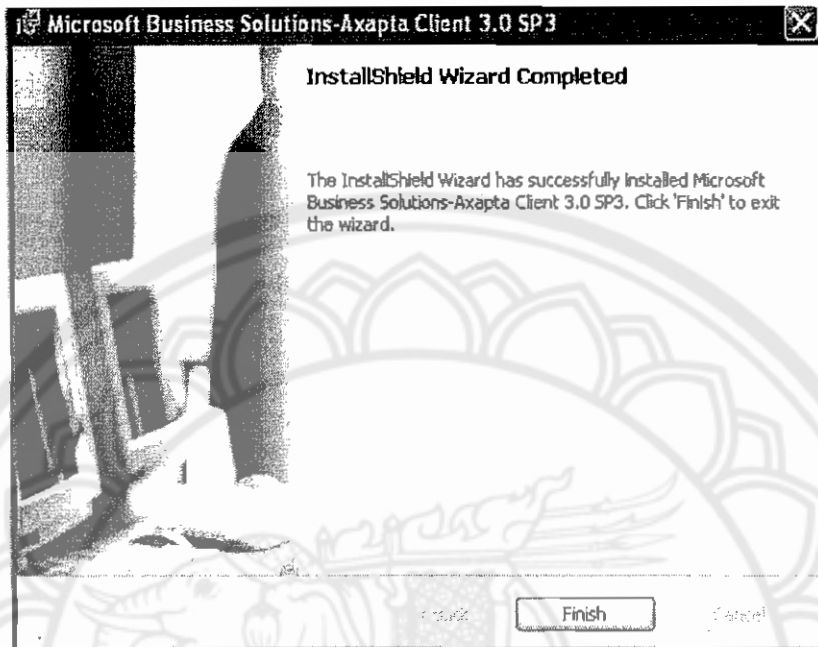 Microsoft Business Solutions-Axapta Client 3.0 SP3
InstallShield Wizard Completed
The InstallShield Wizard has successfully installed Microsoft
Business Solutions-Axapta Client 3.0 SP3. Click 'Finish' to exit
the wizard.
Finish
Cancel